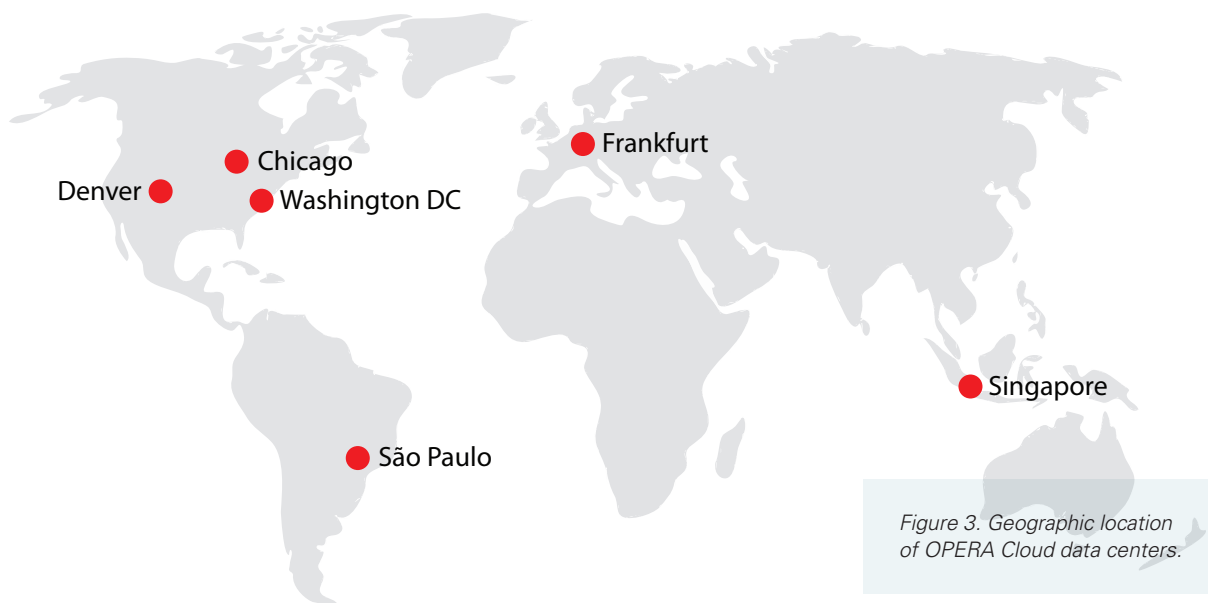 Chicago
Frankfurt
Denver
Washington DC
Singapore
São Paulo
Figure 3. Geographic location
of OPERA Cloud data centers.